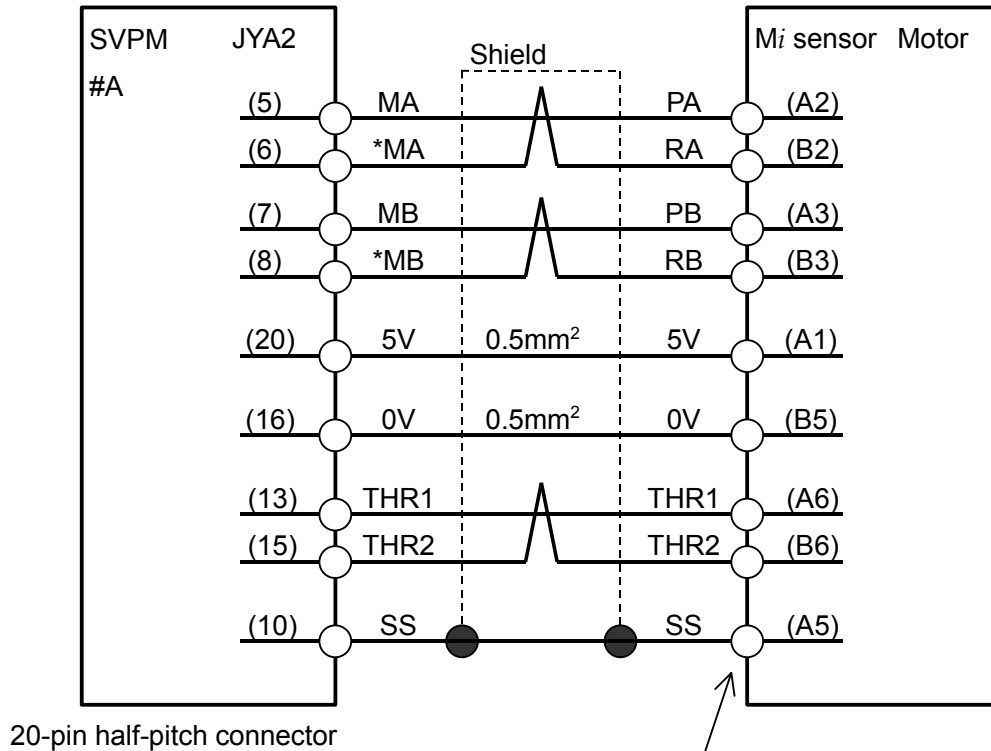 SVPM JYA2 Mi sensor Motor
Shield
#A
(5) MA PA (A2)
(6) *MA RA (B2)
(7) MB PB (A3)
(8) *MB RB (B3)
(20) 5V 0.5mm² 5V (A1)
(16) 0V 0.5mm² 0V (B5)
(13) THR1 THR1 (A6)
(15) THR2 THR2 (B6)
(10) SS SS (A5)
20-pin half-pitch connector